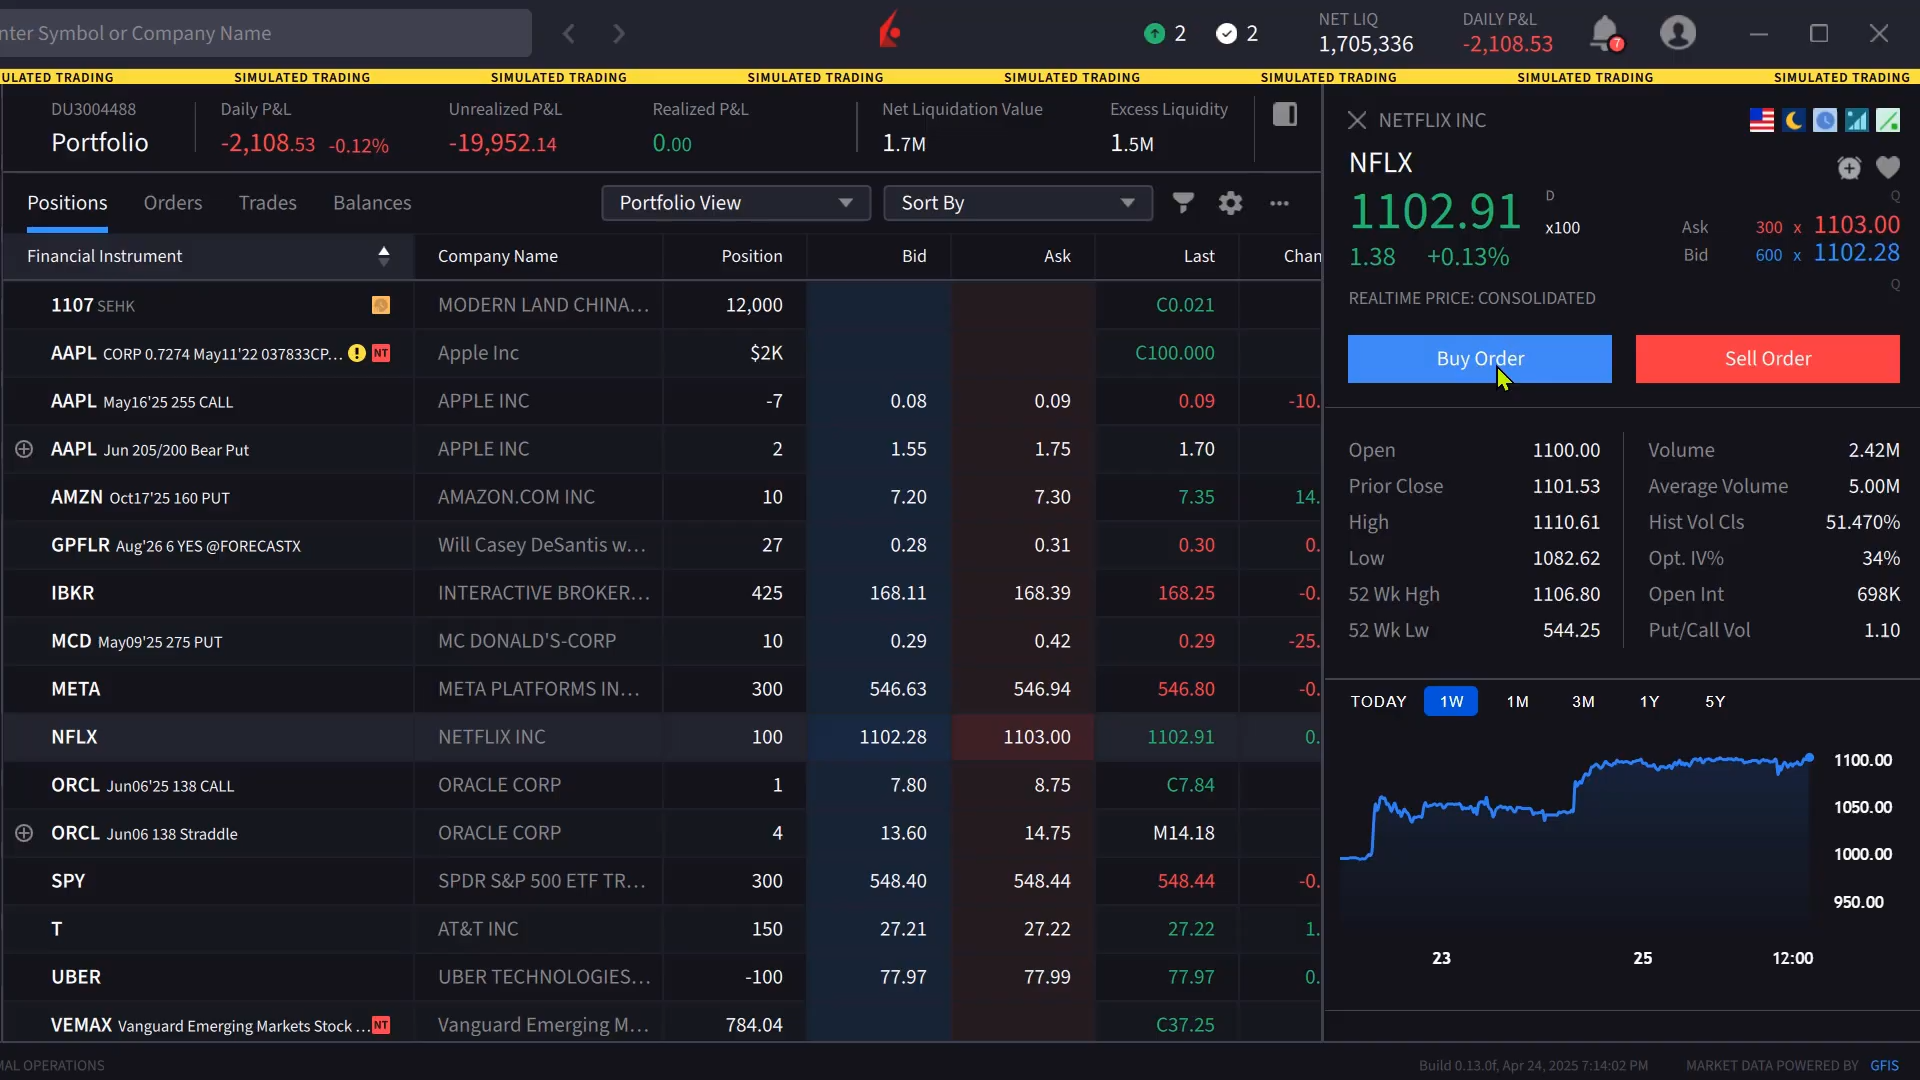 nter Symbol or Company Name
2
2
NET LIQ
1,705,336
DAILY P&L
-2,108.53
7
ULATED TRADING SIMULATED TRADING SIMULATED TRADING SIMULATED TRADING SIMULATED TRADING SIMULATED TRADING SIMULATED TRADING SIMULATED TRADING
DU3004488
Portfolio
Daily P&L
-2,108.53 -0.12%
Unrealized P&L
-19,952.14
Realized P&L
0.00
Net Liquidation Value
1.7M
Excess Liquidity
1.5M
Positions Orders Trades Balances
Portfolio View
Sort By
Financial Instrument Company Name Position Bid Ask Last Chan
1107 SEHK MODERN LAND CHINA... 12,000 C0.021
AAPL CORP 0.7274 May11'22 037833CP... ! NT Apple Inc $2K C100.000
AAPL May16'25 255 CALL APPLE INC -7 0.08 0.09 0.09 -10.
AAPL Jun 205/200 Bear Put APPLE INC 2 1.55 1.75 1.70
AMZN Oct17'25 160 PUT AMAZON.COM INC 10 7.20 7.30 7.35 14.
GPFLR Aug'26 6 YES @FORECASTX Will Casey DeSantis w... 27 0.28 0.31 0.30 0.
IBKR INTERACTIVE BROKER... 425 168.11 168.39 168.25 -0.
MCD May09'25 275 PUT MC DONALD'S-CORP 10 0.29 0.42 0.29 -25.
META META PLATFORMS IN... 300 546.63 546.94 546.80 -0.
NFLX NETFLIX INC 100 1102.28 1103.00 1102.91 0.
ORCL Jun06'25 138 CALL ORACLE CORP 1 7.80 8.75 C7.84
ORCL Jun06 138 Straddle ORACLE CORP 4 13.60 14.75 M14.18
SPY SPDR S&P 500 ETF TR... 300 548.40 548.44 548.44 -0.
T AT&T INC 150 27.21 27.22 27.22 1.
UBER UBER TECHNOLOGIES... -100 77.97 77.99 77.97 0.
VEMAX Vanguard Emerging Markets Stock ... NT Vanguard Emerging M... 784.04 C37.25
NETFLIX INC
NFLX
1102.91
D
x100
1.38 +0.13%
Q
Ask 300 x 1103.00
Bid 600 x 1102.28
Q
REALTIME PRICE: CONSOLIDATED
Buy Order
Sell Order
Open 1100.00 Volume 2.42M
Prior Close 1101.53 Average Volume 5.00M
High 1110.61 Hist Vol Cls 51.470%
Low 1082.62 Opt. IV% 34%
52 Wk Hgh 1106.80 Open Int 698K
52 Wk Lw 544.25 Put/Call Vol 1.10
TODAY 1W 1M 3M 1Y 5Y
1100.00
1050.00
1000.00
950.00
23 25 12:00
MAL OPERATIONS
Build 0.13.0f, Apr 24, 2025 7:14:02 PM
MARKET DATA POWERED BY GFIS